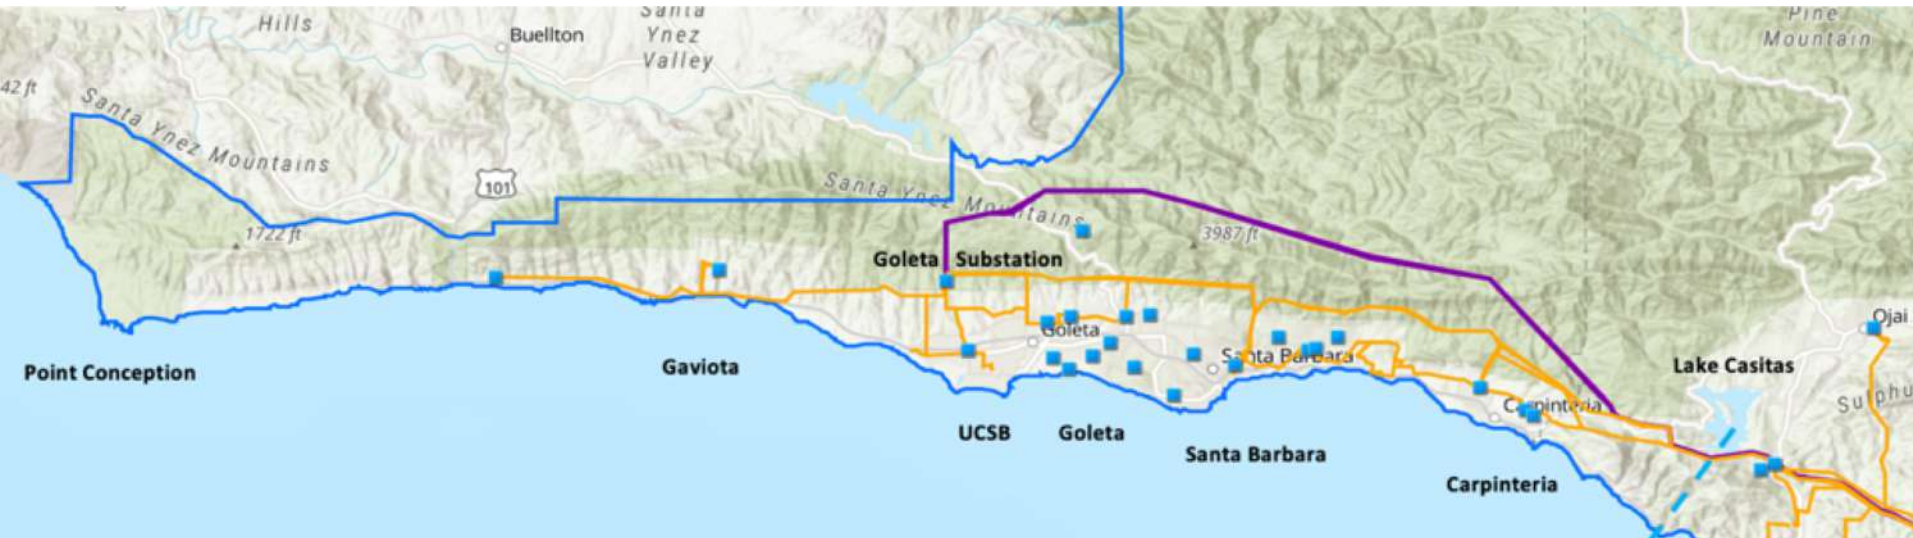 Hills
Buellton
Santa
Ynez
Valley
Pine
Mountain
42 ft
Santa Ynez Mountains
101
Santa Ynez Mountains
1722 ft
3987 ft
Goleta Substation
Goleta
Ojai
Santa Barbara
Point Conception
Gaviota
Lake Casitas
Sulphu
Carpinteria
UCSB
Goleta
Santa Barbara
Carpinteria